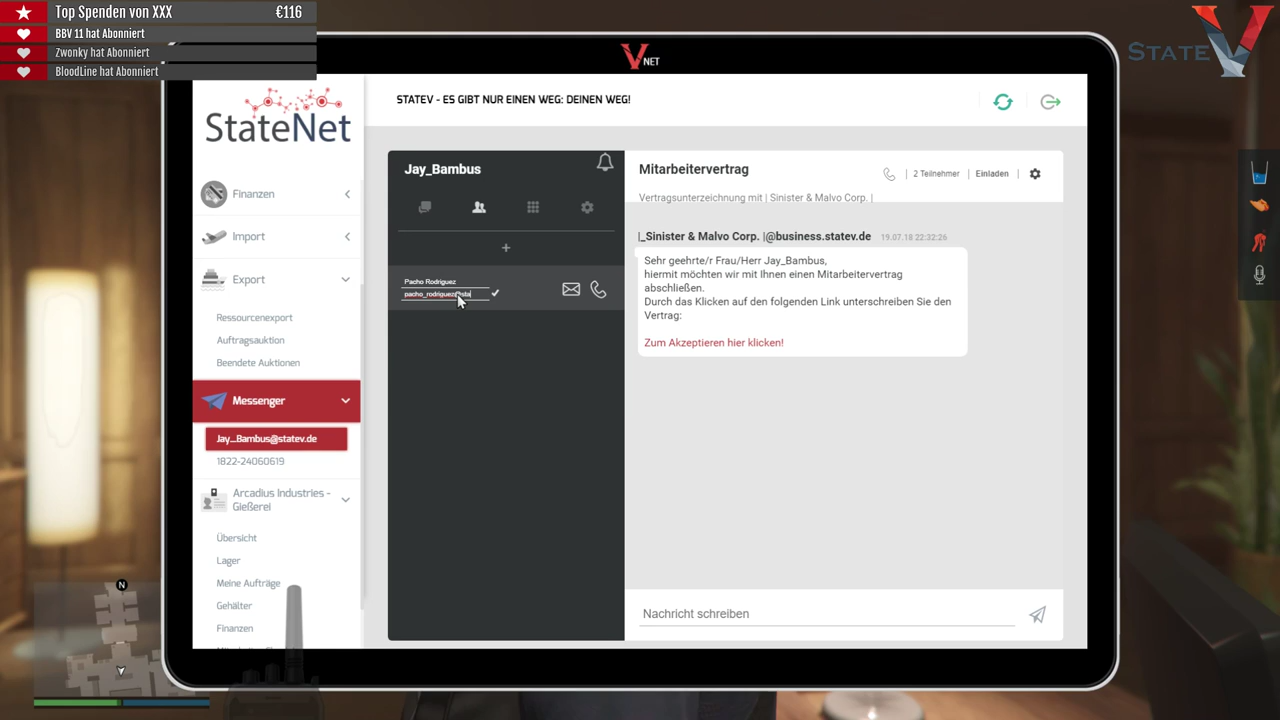 Top Spenden von XXX €116
BBV 11 hat Abonniert
Zwonky hat Abonniert
BloodLine hat Abonniert
V NET
STATE V
StateNet
STATEV - ES GIBT NUR EINEN WEG: DEINEN WEG!
Finanzen
Import
Export
Ressourcenexport
Auftragsauktion
Beendete Auktionen
Messenger
Jay_Bambus@statev.de
1822-24060619
Arcadius Industries -
Gießerei
Übersicht
Lager
Meine Aufträge
Gehälter
Finanzen
Jay_Bambus
+
Pacho Rodriguez
pacho_rodriguez@sta
Mitarbeitervertrag
2 Teilnehmer | Einladen |
Vertragsunterzeichnung mit | Sinister & Malvo Corp. |
|_Sinister & Malvo Corp. |@business.statev.de 19.07.18 22:32:26
Sehr geehrte/r Frau/Herr Jay_Bambus,
hiermit möchten wir mit Ihnen einen Mitarbeitervertrag
abschließen.
Durch das Klicken auf den folgenden Link unterschreiben Sie den
Vertrag:
Zum Akzeptieren hier klicken!
Nachricht schreiben
N